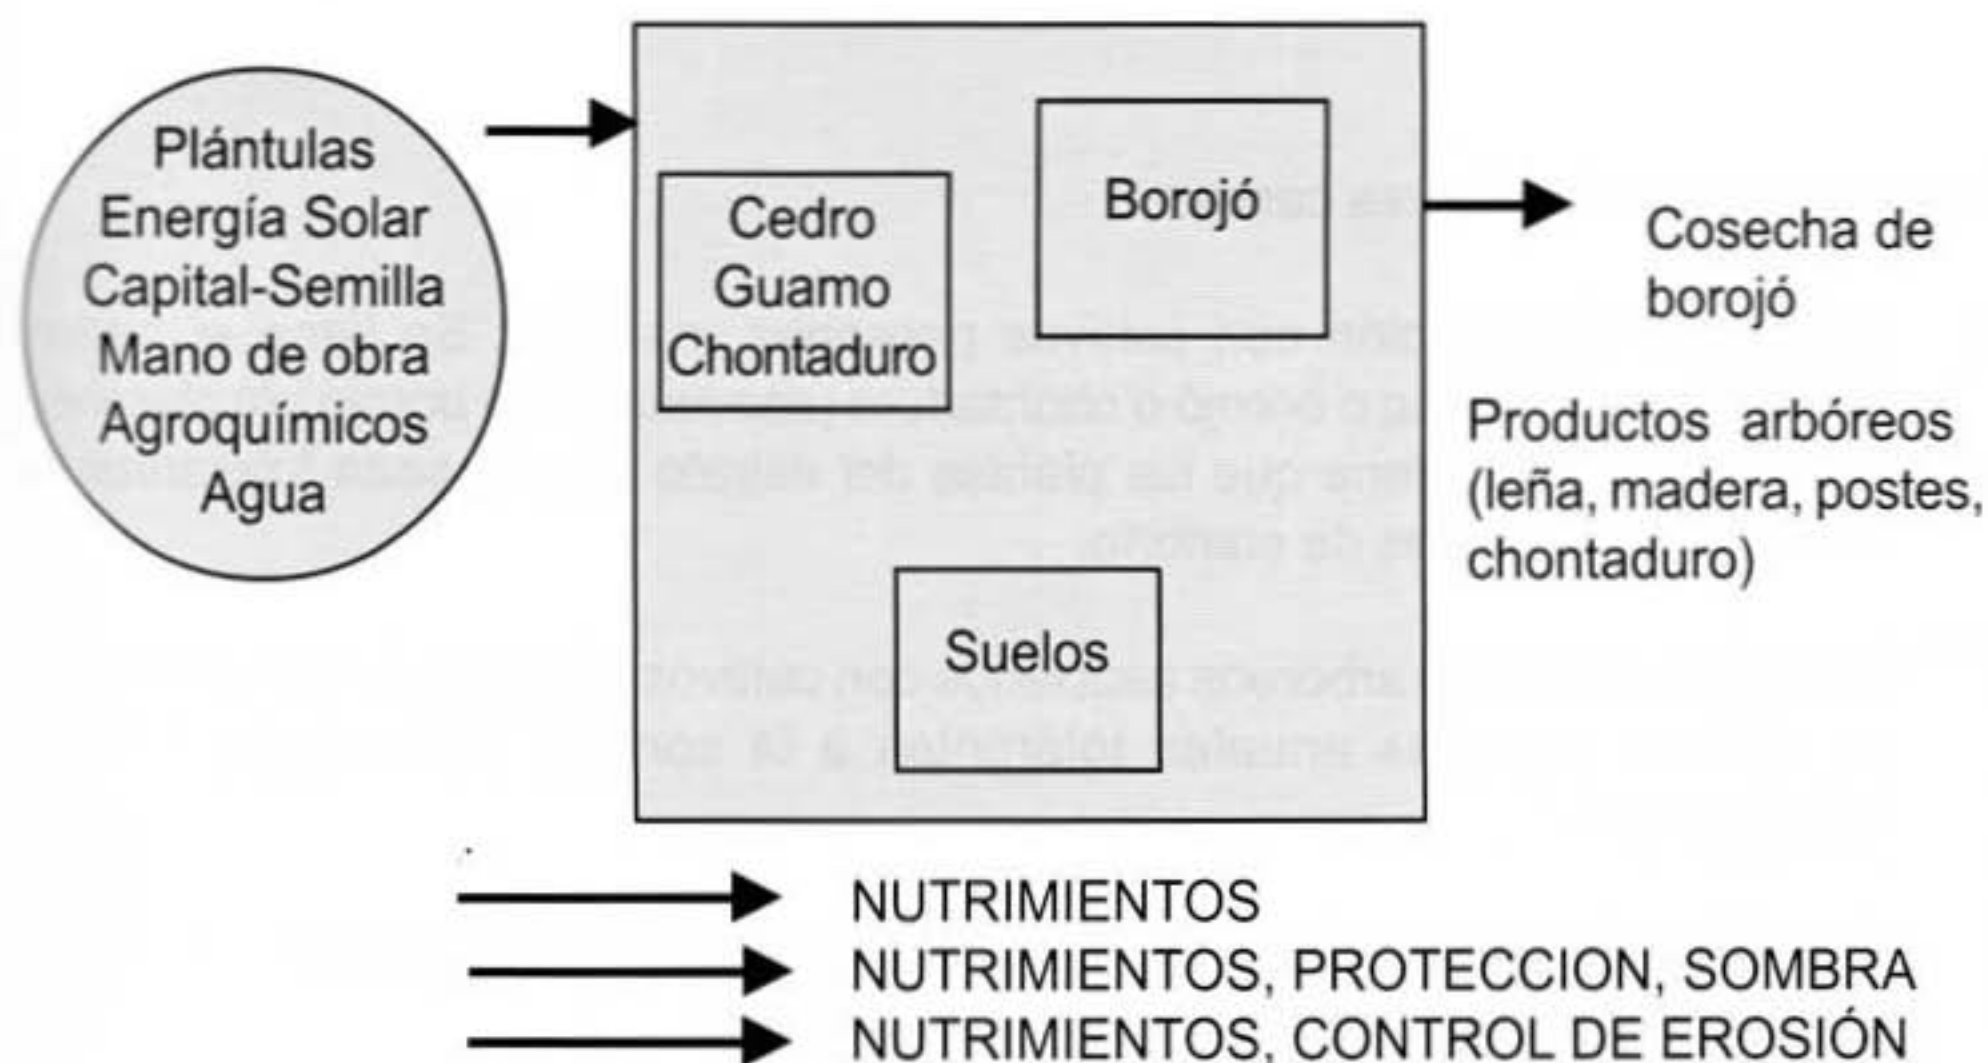 Plántulas
Energía Solar
Capital-Semilla
Mano de obra
Agroquímicos
Agua
Cedro
Guamo
Chontaduro
Borojó
Suelos
Cosecha de
borojó
Productos arbóreos
(leña, madera, postes,
chontaduro)
NUTRIMIENTOS
NUTRIMIENTOS, PROTECCION, SOMBRA
NUTRIMIENTOS, CONTROL DE EROSIÓN